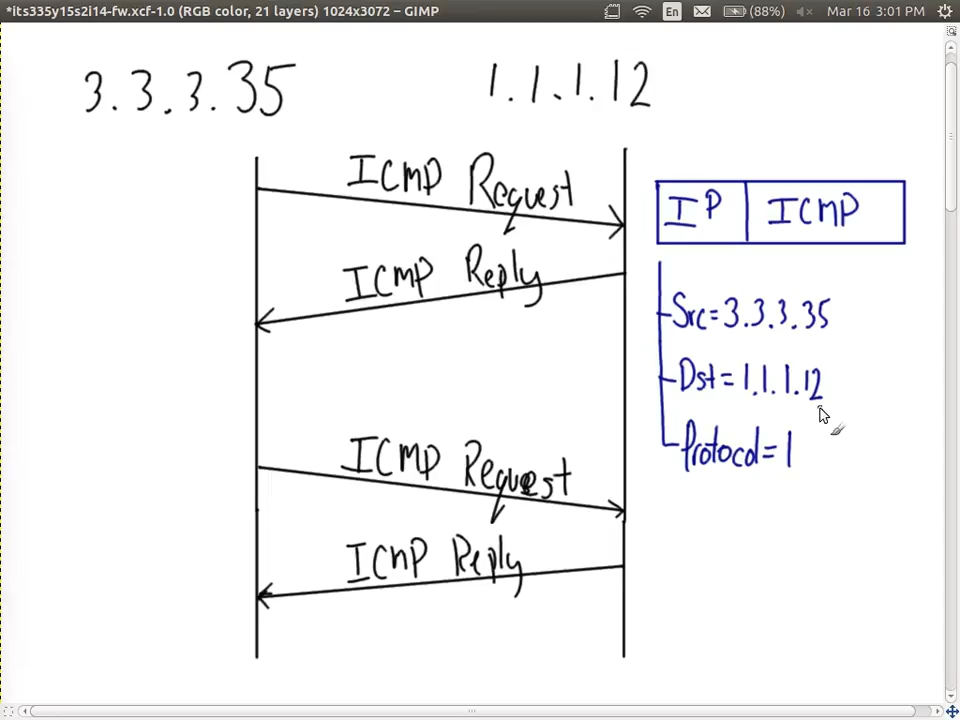 *its335y15s2i14-fw.xcf-1.0 (RGB color, 21 layers) 1024x3072 – GIMP
En (88%) Mar 16 3:01 PM
3.3.3.35
1.1.1.12
ICMP Request
ICMP Reply
ICMP Request
ICMP Reply
IP ICMP
Src=3.3.3.35
Dst=1.1.1.12
Protocol=1